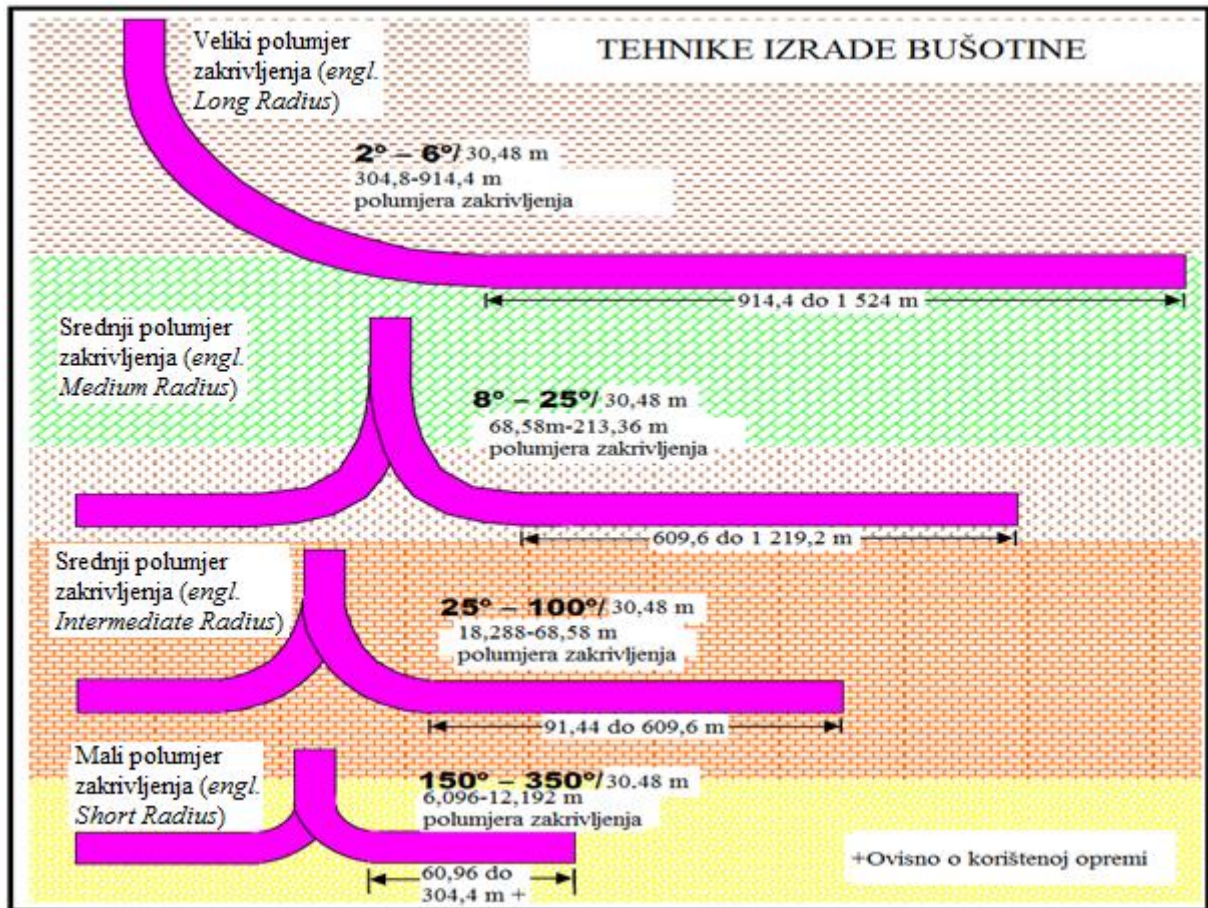 TEHNIKE IZRADE BUŠOTINE
Veliki polumjer
zakrivljenja (engl.
Long Radius)
2° – 6°/ 30,48 m
304,8-914,4 m
polumjera zakrivljenja
914,4 do 1 524 m
Srednji polumjer
zakrivljenja (engl.
Medium Radius)
8° – 25°/ 30,48 m
68,58m-213,36 m
polumjera zakrivljenja
609,6 do 1 219,2 m
Srednji polumjer
zakrivljenja (engl.
Intermediate Radius)
25° – 100°/ 30,48 m
18,288-68,58 m
polumjera zakrivljenja
91,44 do 609,6 m
Mali polumjer
zakrivljenja (engl.
Short Radius)
150° – 350°/ 30.48 m
6,096-12,192 m
polumjera zakrivljenja
60,96 do
304,4 m +
+Ovisno o korištenoj opremi